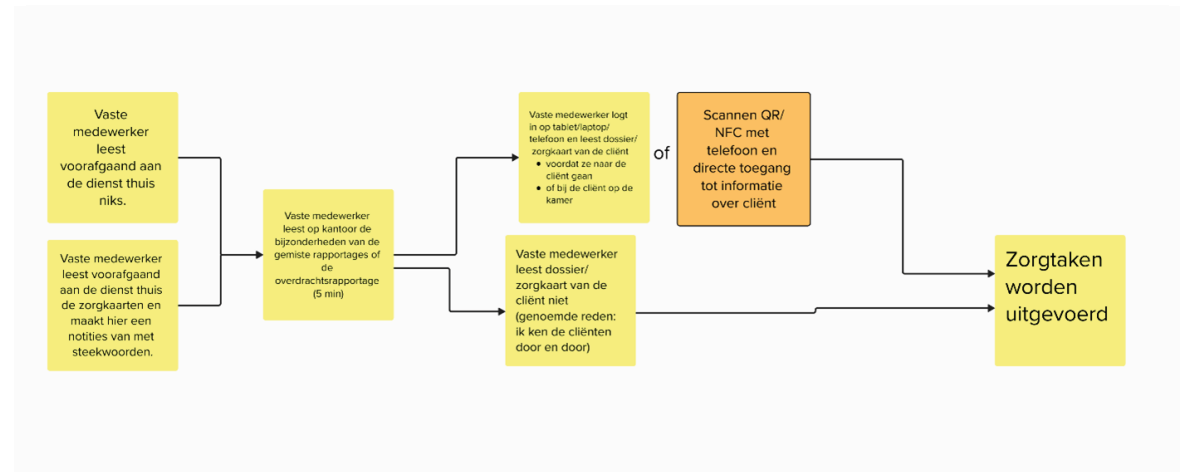 Vaste
medewerker
leest
voorafgaand aan
de dienst thuis
niks.
Vaste medewerker
leest voorafgaand
aan de dienst thuis
de zorgkaarten en
maakt hier een
notities van met
steekwoorden.
Vaste medewerker
leest op kantoor de
bijzonderheden van de
gemiste rapportages of
de
overdrachtsrapportage
(5 min)
Vaste medewerker logt
in op tablet/laptop/
telefoon en leest dossier/
zorgkaart van de cliënt
• voordat ze naar de
cliënt gaan
• of bij de cliënt op de
kamer
of
Scannen QR/
NFC met
telefoon en
directe toegang
tot informatie
over cliënt
Vaste medewerker
leest dossier/
zorgkaart van de
cliënt niet
(genoemde reden:
ik ken de cliënten
door en door)
Zorgtaken
worden
uitgevoerd